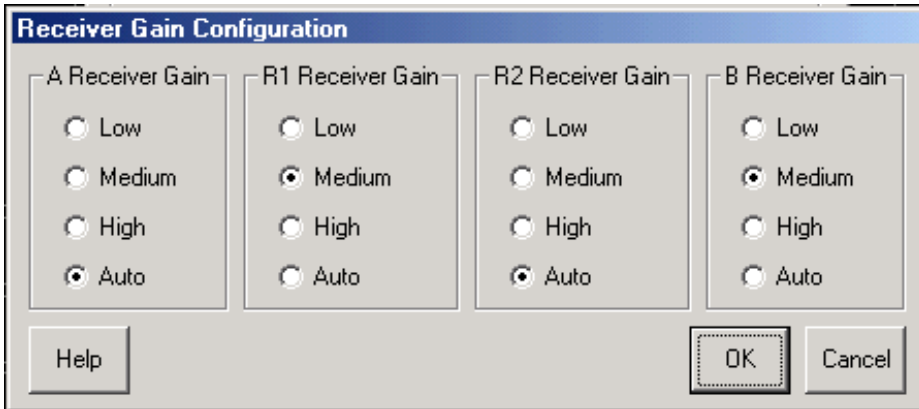 Receiver Gain Configuration
A Receiver Gain R1 Receiver Gain R2 Receiver Gain B Receiver Gain
Low Low Low Low
Medium Medium Medium Medium
High High High High
Auto Auto Auto Auto
Help OK Cancel